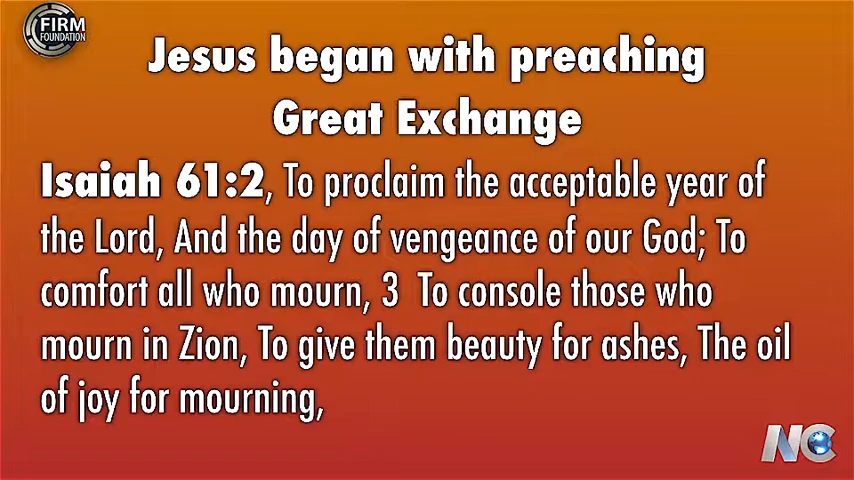 FIRM
FOUNDATION
Jesus began with preaching
Great Exchange
Isaiah 61:2, To proclaim the acceptable year of
the Lord, And the day of vengeance of our God; To
comfort all who mourn, 3 To console those who
mourn in Zion, To give them beauty for ashes, The oil
of joy for mourning,
NC